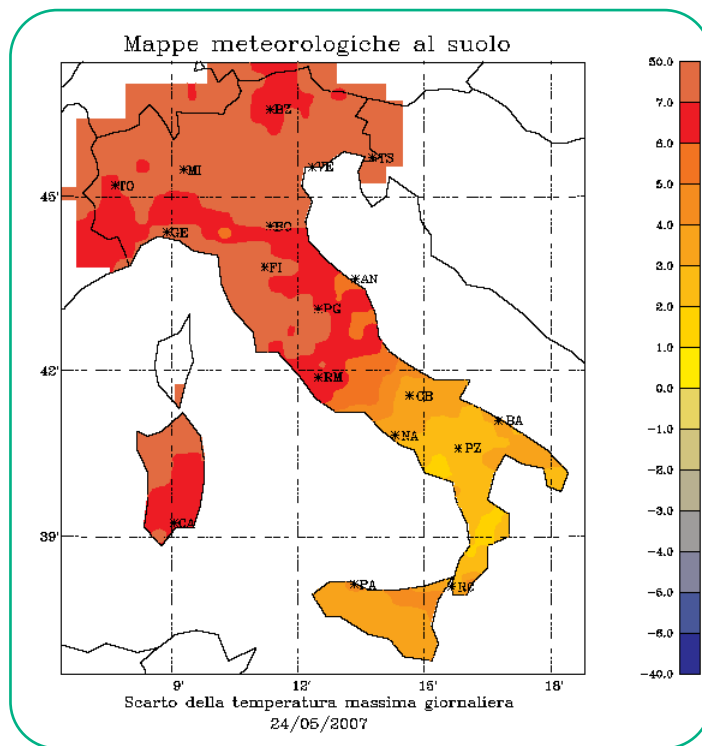 Mappe meteorologiche al suolo
50.0
7.0
6.0
5.0
4.0
3.0
2.0
0.0
-1.0
-2.0
-3.0
-4.0
-5.0
-6.0
-40.0
BZ
TS
VE
MI
TO
45'
BO
GE
FI
AN
PG
42'
RM
CB
BA
NA
PZ
39'
CA
PA
RC
9'
12'
15'
18'
Scarto della temperatura massima giornaliera
24/05/2007